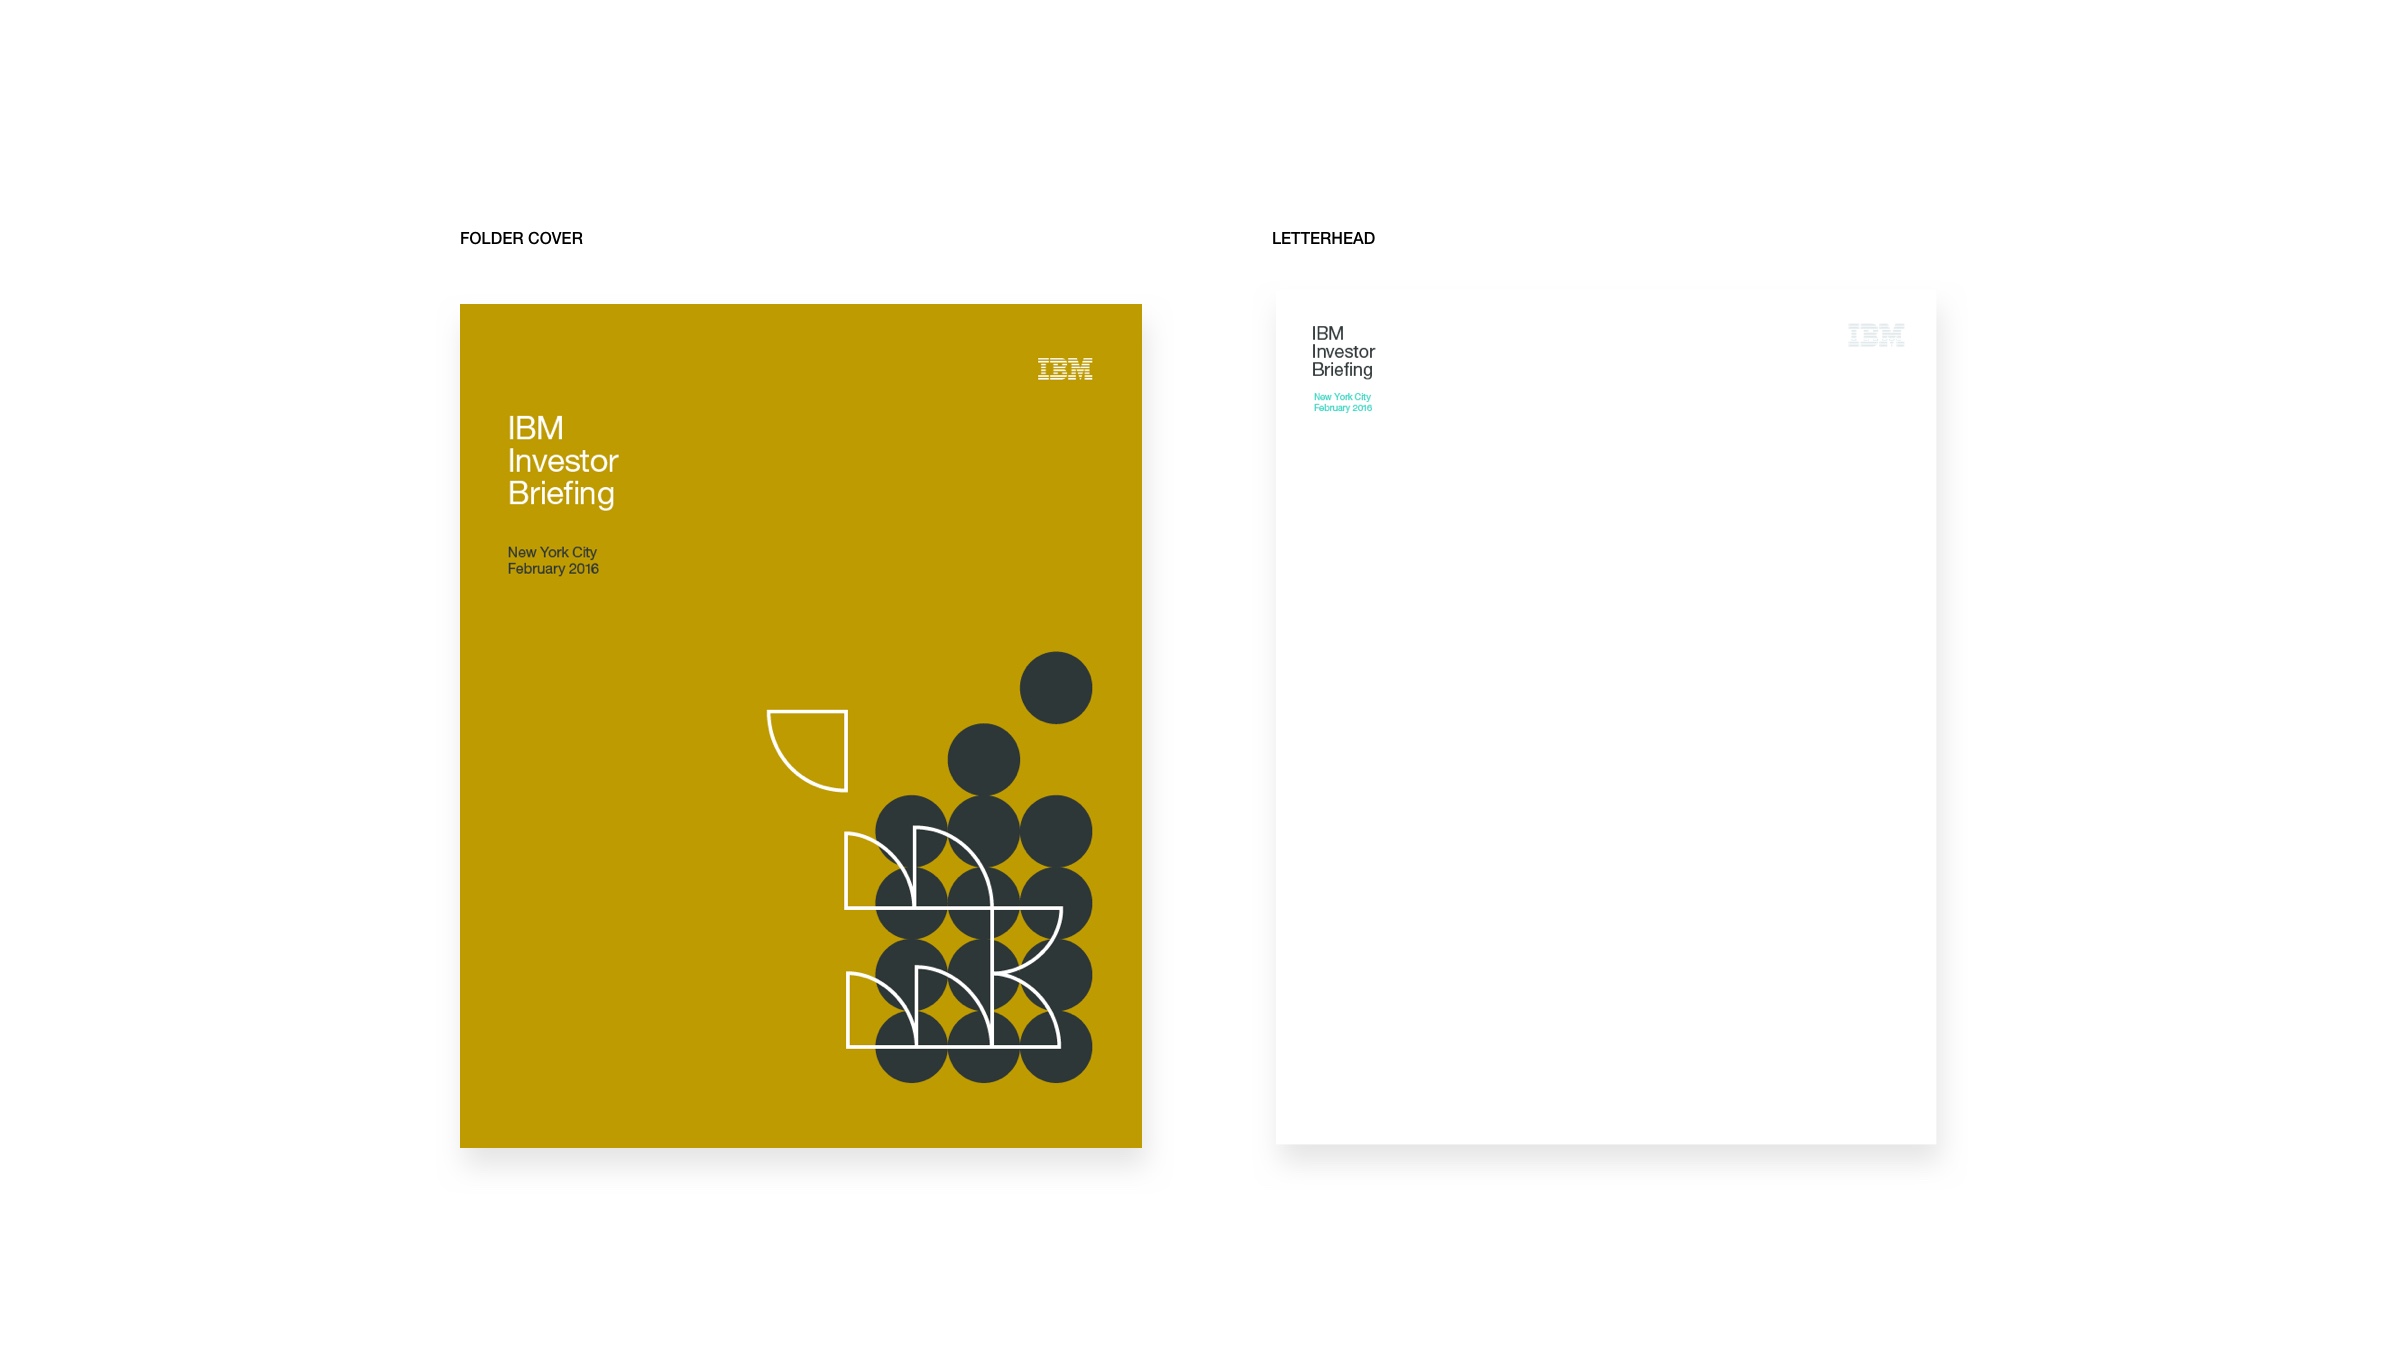 FOLDER COVER
IBM
IBM
Investor
Briefing
New York City
February 2016
LETTERHEAD
IBM
Investor
Briefing
IBM
New York City
February 2016